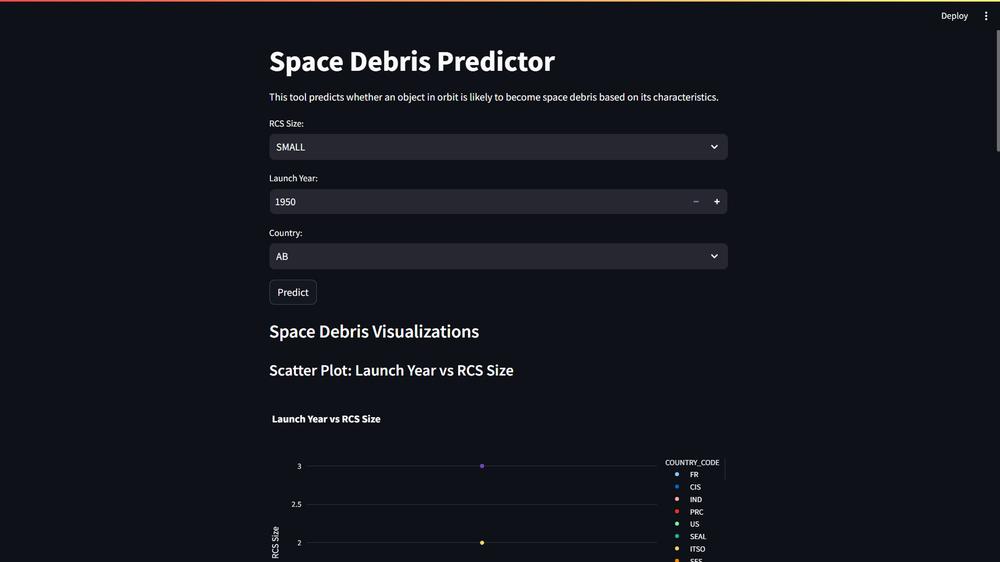 Deploy
Space Debris Predictor
This tool predicts whether an object in orbit is likely to become space debris based on its characteristics.
RCS Size:
SMALL
Launch Year:
1950
Country:
AB
Predict
Space Debris Visualizations
Scatter Plot: Launch Year vs RCS Size
Launch Year vs RCS Size
3
2.5
2
RCS Size
COUNTRY_CODE
FR
CIS
IND
PRC
US
SEAL
ITSO
SES